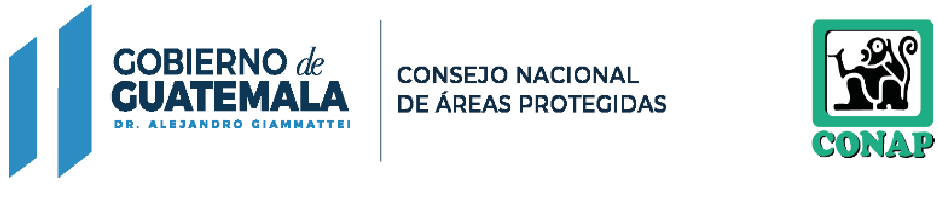 GOBIERNO de
GUATEMALA
DR. ALEJANDRO GIAMMATTEI
CONSEJO NACIONAL
DE ÁREAS PROTEGIDAS
CONAP